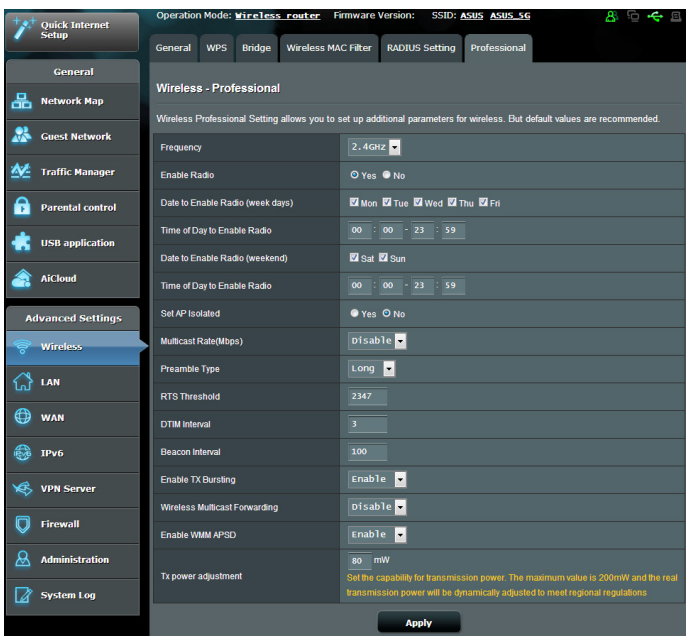 Quick Internet
Setup
General
Network Map
Guest Network
Traffic Manager
Parental control
USB application
AiCloud
Advanced Settings
Wireless
LAN
WAN
IPv6
VPN Server
Firewall
Administration
System Log
Operation Mode: Wireless router Firmware Version: SSID: ASUS ASUS_5G
General WPS Bridge Wireless MAC Filter RADIUS Setting Professional
Wireless - Professional
Wireless Professional Setting allows you to set up additional parameters for wireless. But default values are recommended.
Frequency 2.4GHz
Enable Radio Yes No
Date to Enable Radio (week days) Mon Tue Wed Thu Fri
Time of Day to Enable Radio 00 : 00 - 23 : 59
Date to Enable Radio (weekend) Sat Sun
Time of Day to Enable Radio 00 : 00 - 23 : 59
Set AP Isolated Yes No
Multicast Rate(Mbps) Disable
Preamble Type Long
RTS Threshold 2347
DTIM Interval 3
Beacon Interval 100
Enable TX Bursting Enable
Wireless Multicast Forwarding Disable
Enable WMM APSD Enable
Tx power adjustment 80 mW
Set the capability for transmission power. The maximum value is 200mW and the real
transmission power will be dynamically adjusted to meet regional regulations
Apply